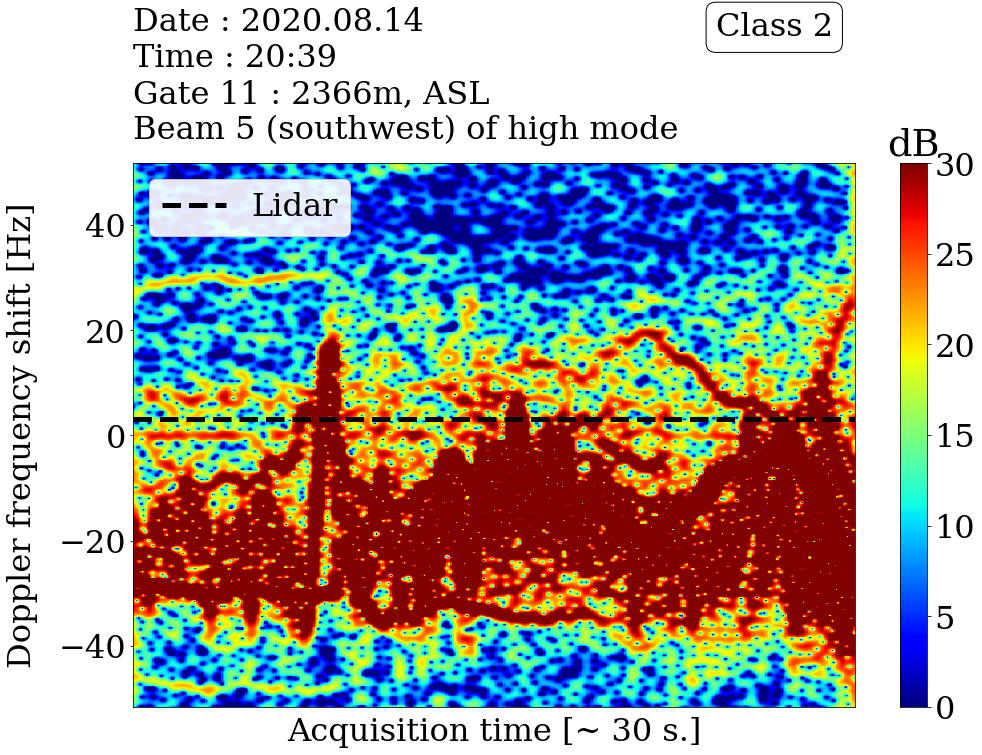 Date : 2020.08.14
Time : 20:39
Gate 11 : 2366m, ASL
Beam 5 (southwest) of high mode
Class 2
dB
Lidar
Doppler frequency shift [Hz]
40
20
0
−20
−40
Acquisition time [~ 30 s.]
30
25
20
15
10
5
0